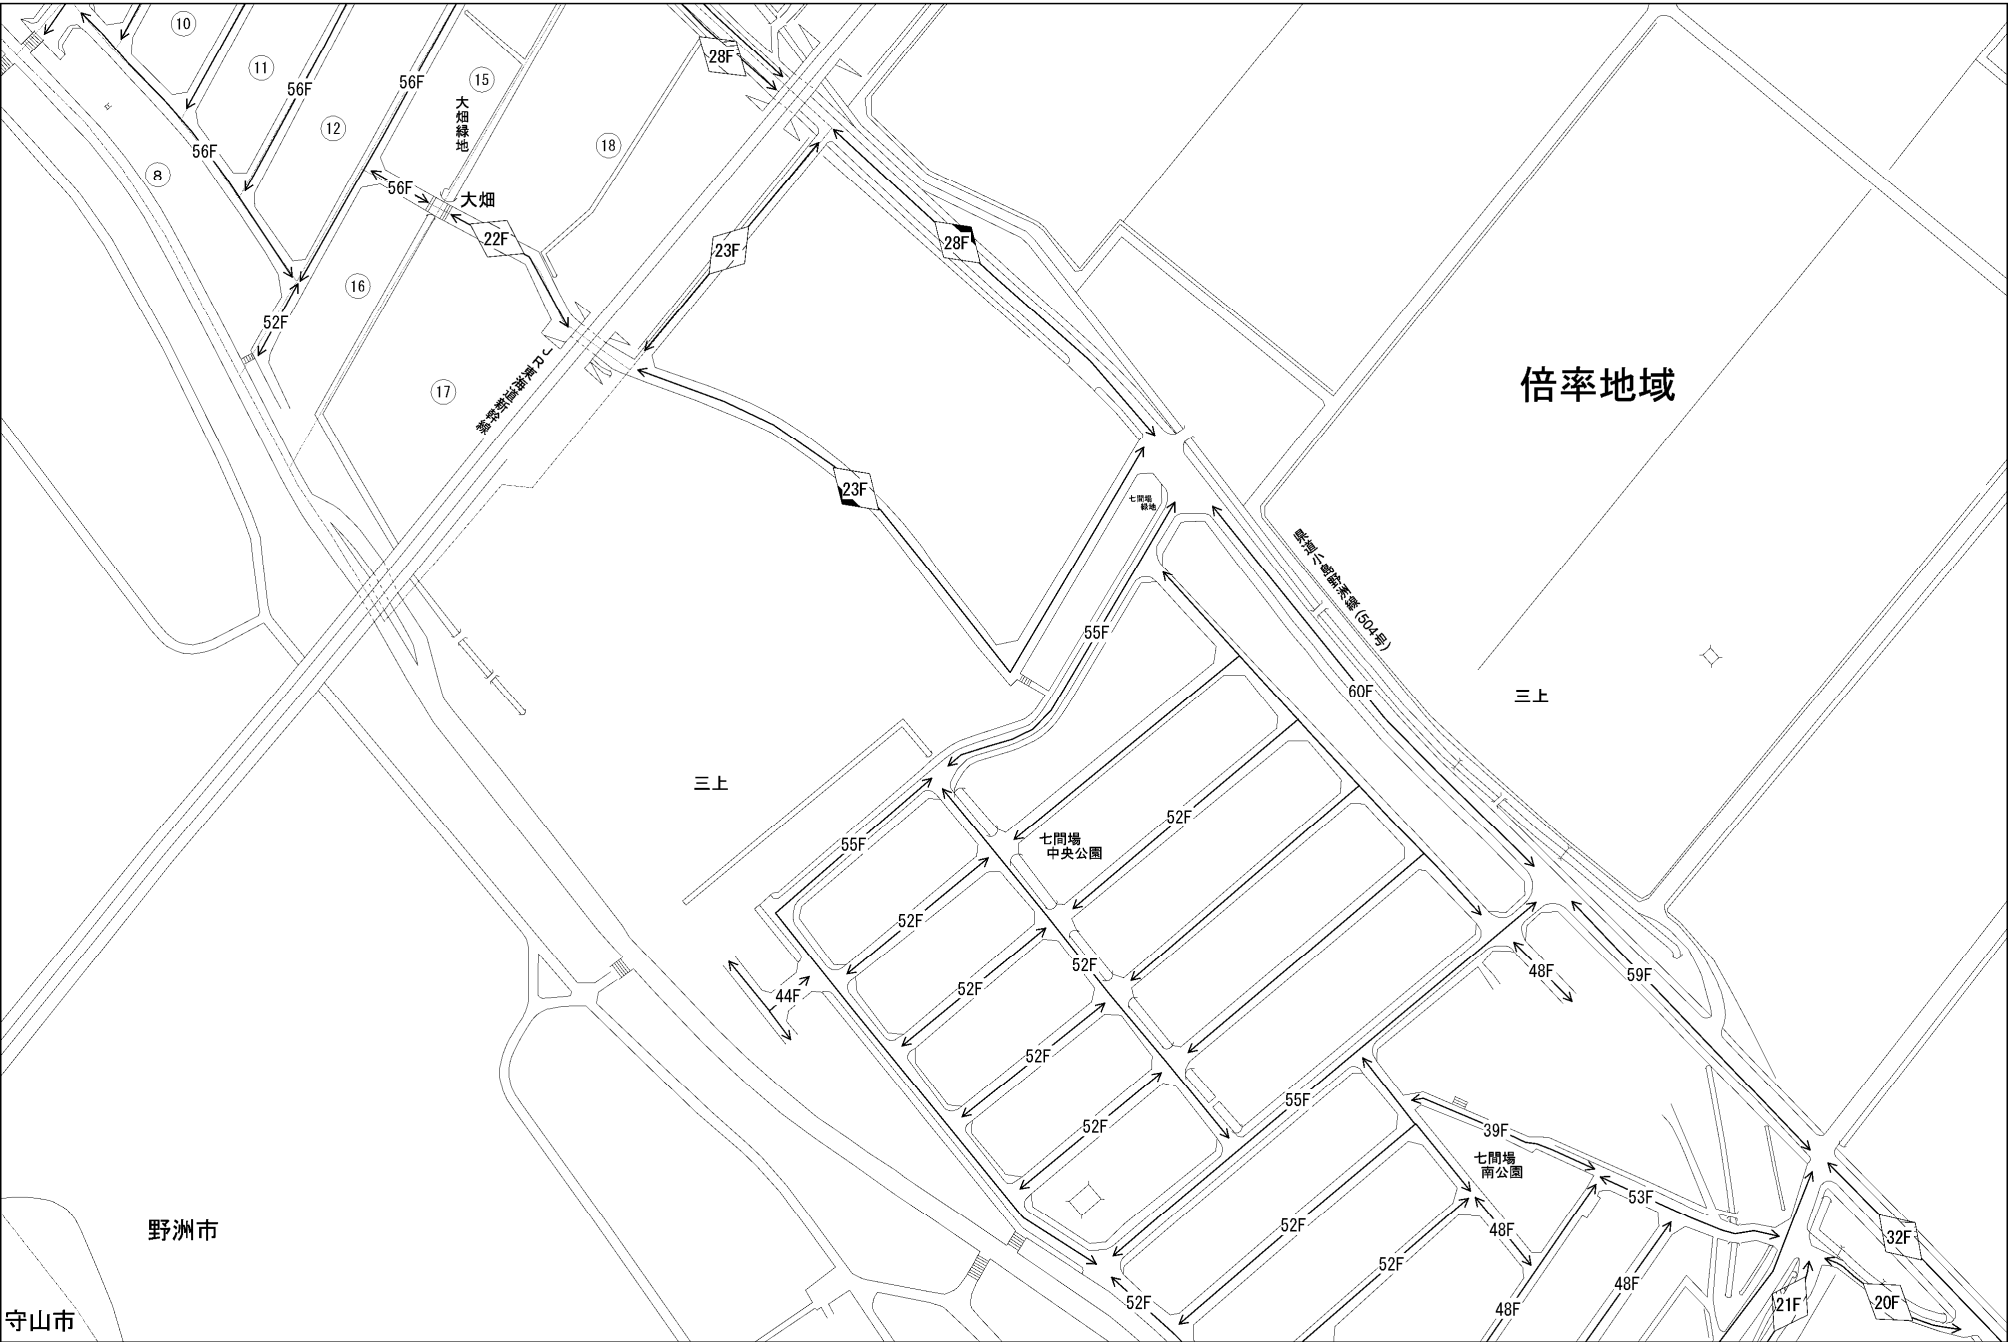 ⑩
28F
⑪
56F
56F
⑮
大畑緑地
⑫
56F
⑱
⑧
56F
大畑
22F
23F
28F
⑯
52F
JR東海道新幹線
倍率地域
⑰
23F
七間場
緑地
県道小島野洲線(504号)
55F
60F
三上
三上
52F
七間場
中央公園
55F
52F
52F
52F
48F
59F
44F
52F
52F
55F
52F
39F
七間場
南公園
53F
野洲市
52F
48F
32F
52F
48F
52F
48F
21F
20F
守山市